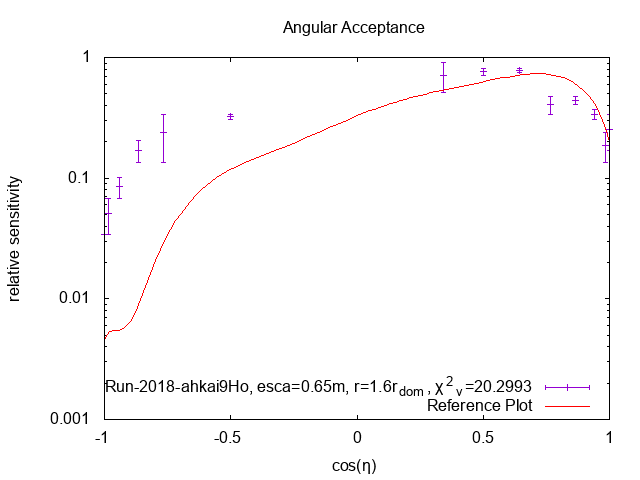 Angular Acceptance
1
0.1
0.01
0.001
relative sensitivity
Run-2018-ahkai9Ho, esca=0.65m, r=1.6r_dom, χ²_ν=20.2993
Reference Plot
-1 -0.5 0 0.5 1
cos(η)